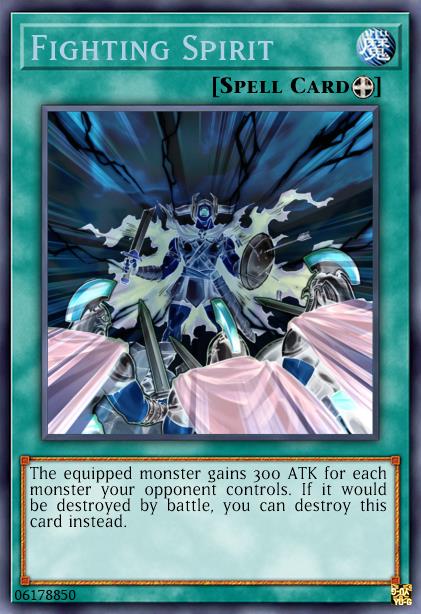 Fighting Spirit
魔
[Spell Card]
The equipped monster gains 300 ATK for each
monster your opponent controls. If it would
be destroyed by battle, you can destroy this
card instead.
06178850